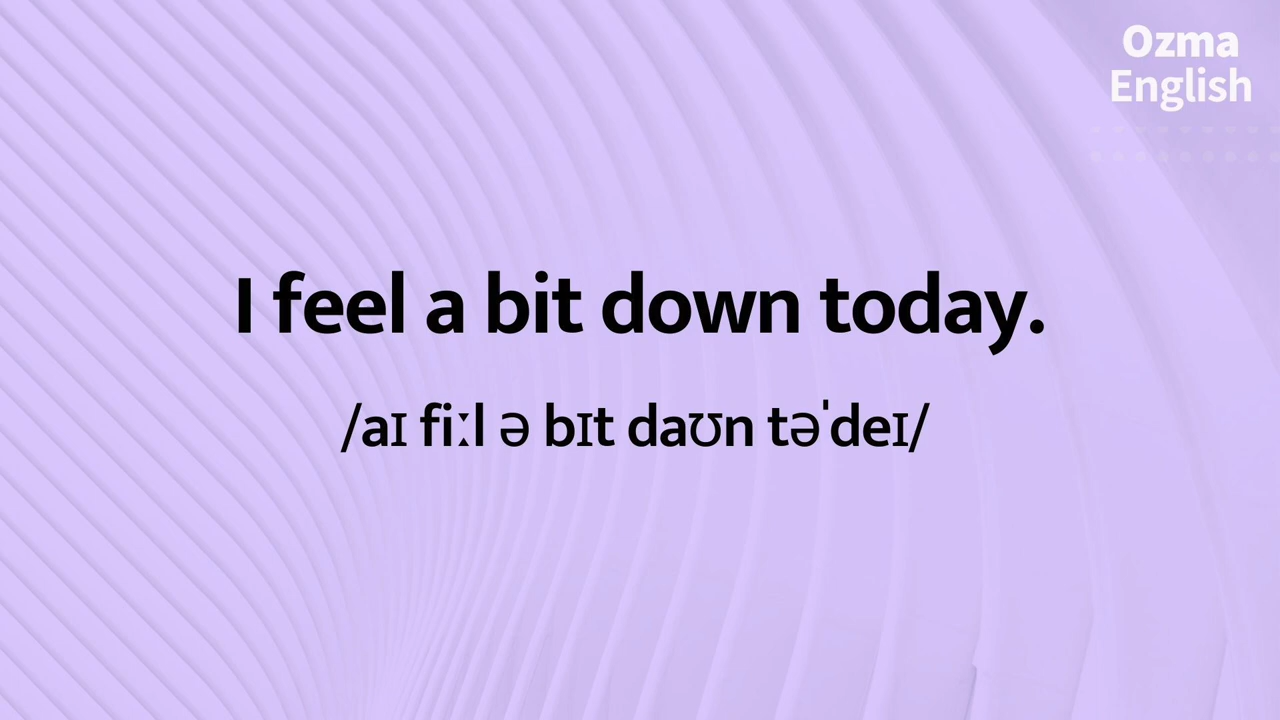 Ozma
English
I feel a bit down today.
/aɪ fiːl ə bɪt daʊn təˈdeɪ/